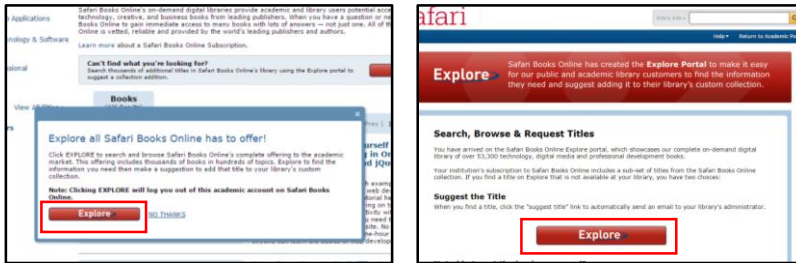 Safari Books Online's on-demand digital libraries provide academic and library users potential acce
technology, creative, and business books from leading publishers. When you have a question or ne
Books Online to gain immediate access to many books with lots of answers — not just one. All of th
Online is vetted, reliable and provided by the world's leading publishers and authors.
Applications
nology & Software
Learn more about a Safari Books Online Subscription.
Can't find what you're looking for?
Search thousands of additional titles in Safari Books Online's library using the Explore portal to
suggest a collection addition.
sional
View All
Books
Explore all Safari Books Online has to offer!
Click EXPLORE to search and browse Safari Books Online's complete offering to the academic
market. This offering includes thousands of books in hundreds of topics. Explore to find the
information you need then make a suggestion to add that title to your library's custom
collection.
Note: Clicking EXPLORE will log you out of this academic account on Safari Books
Online.
Explore
NO THANKS
Prev
urself
g in On
d jQu
afari
Entire Site
Help
Return to Academic Po
Explore
Safari Books Online has created the Explore Portal to make it easy
for our public and academic library customers to find the information
they need and suggest adding it to their library's custom collection.
Search, Browse & Request Titles
You have arrived on the Safari Books Online Explore portal, which showcases our complete on-demand digital
library of over 53,300 technology, digital media and professional development books.
Your institution's subscription to Safari Books Online includes a sub-set of titles from the Safari Books Online
collection. If you find a title on Explore that is not available at your library, you have two choices:
Suggest the Title
When you find a title, click the "suggest title" link to automatically send an email to your library's administrator.
Explore